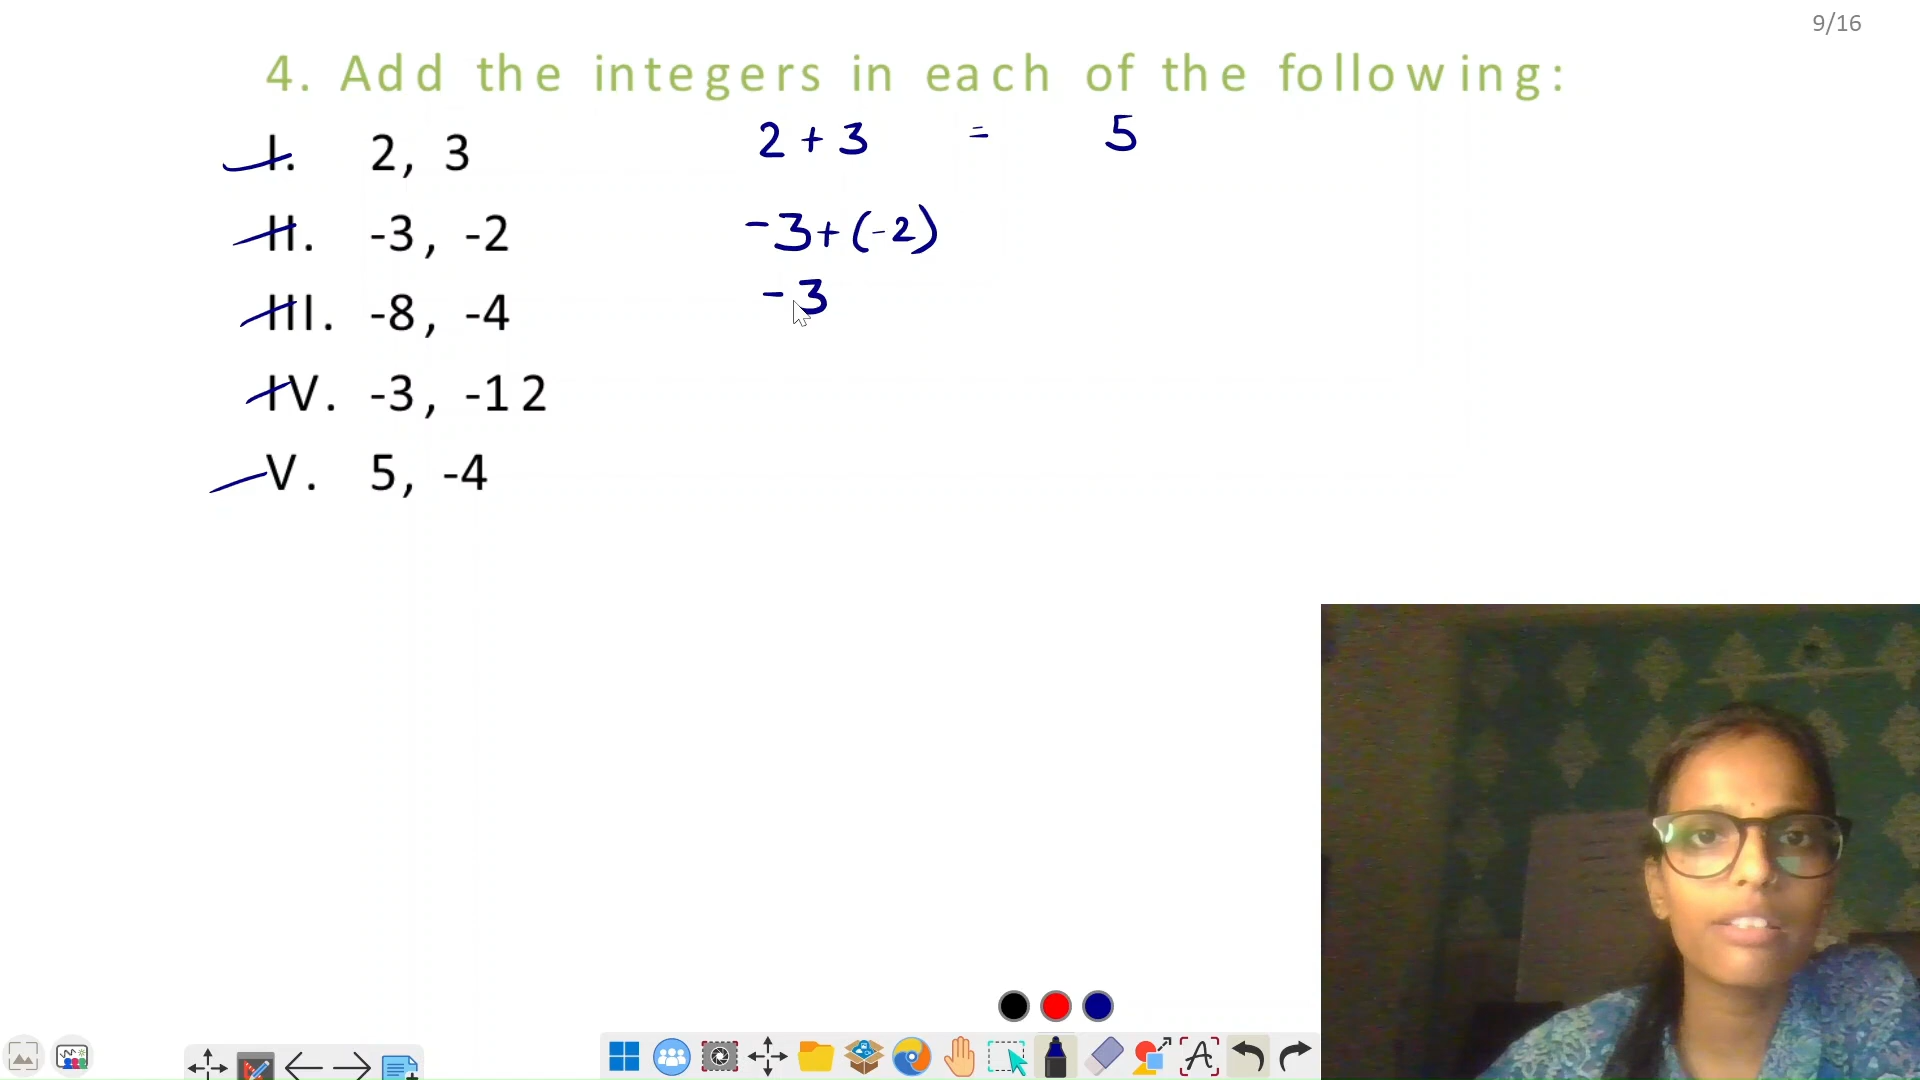 9/16
4. Add the integers in each of the following:
I. 2, 3 2 + 3 = 5
II. -3, -2 -3+(-2)
-3
III. -8, -4
IV. -3, -12
V. 5, -4